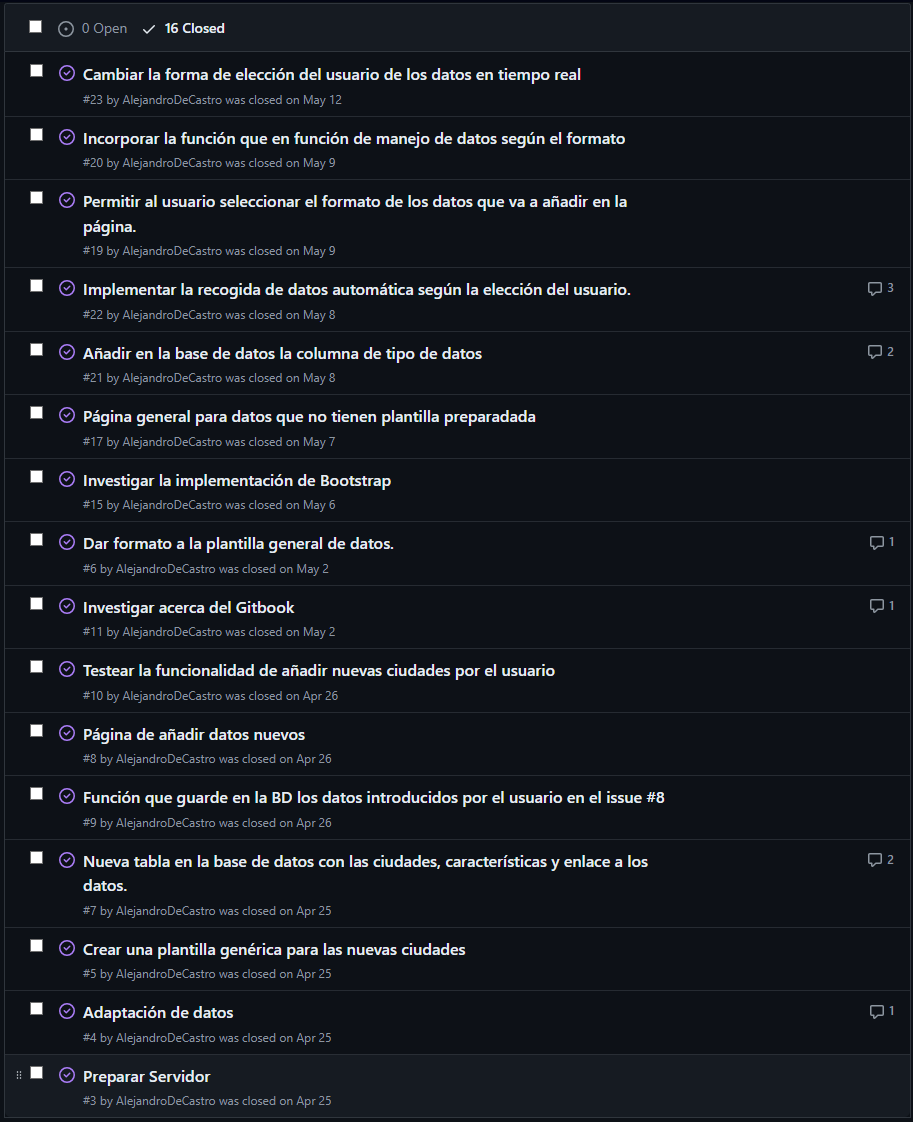 0 Open 16 Closed
Cambiar la forma de elección del usuario de los datos en tiempo real
#23 by AlejandroDeCastro was closed on May 12
Incorporar la función que en función de manejo de datos según el formato
#20 by AlejandroDeCastro was closed on May 9
Permitir al usuario seleccionar el formato de los datos que va a añadir en la
página.
#19 by AlejandroDeCastro was closed on May 9
Implementar la recogida de datos automática según la elección del usuario. 3
#22 by AlejandroDeCastro was closed on May 8
Añadir en la base de datos la columna de tipo de datos 2
#21 by AlejandroDeCastro was closed on May 8
Página general para datos que no tienen plantilla preparadada
#17 by AlejandroDeCastro was closed on May 7
Investigar la implementación de Bootstrap
#15 by AlejandroDeCastro was closed on May 6
Dar formato a la plantilla general de datos. 1
#6 by AlejandroDeCastro was closed on May 2
Investigar acerca del Gitbook 1
#11 by AlejandroDeCastro was closed on May 2
Testear la funcionalidad de añadir nuevas ciudades por el usuario
#10 by AlejandroDeCastro was closed on Apr 26
Página de añadir datos nuevos
#8 by AlejandroDeCastro was closed on Apr 26
Función que guarde en la BD los datos introducidos por el usuario en el issue #8
#9 by AlejandroDeCastro was closed on Apr 26
Nueva tabla en la base de datos con las ciudades, características y enlace a los 2
datos.
#7 by AlejandroDeCastro was closed on Apr 25
Crear una plantilla genérica para las nuevas ciudades
#5 by AlejandroDeCastro was closed on Apr 25
Adaptación de datos 1
#4 by AlejandroDeCastro was closed on Apr 25
Preparar Servidor
#3 by AlejandroDeCastro was closed on Apr 25